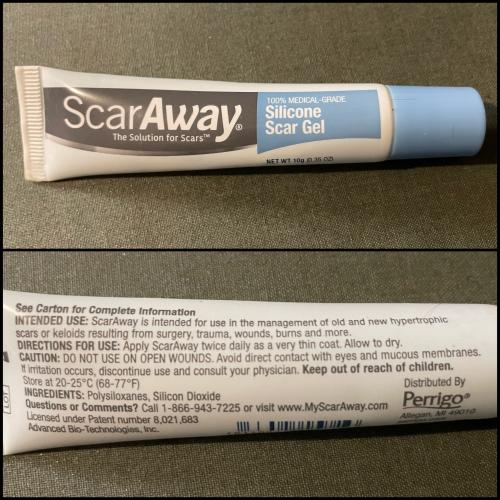 ScarAway®
The Solution for Scars™
100% MEDICAL-GRADE
Silicone
Scar Gel
NET WT 10g (0.35 OZ)
See Carton for Complete Information
INTENDED USE: ScarAway is intended for use in the management of old and new hypertrophic
scars or keloids resulting from surgery, trauma, wounds, burns and more.
DIRECTIONS FOR USE: Apply ScarAway twice daily as a very thin coat. Allow to dry.
CAUTION: DO NOT USE ON OPEN WOUNDS. Avoid direct contact with eyes and mucous membranes.
If irritation occurs, discontinue use and consult your physician. Keep out of reach of children.
Store at 20-25°C (68-77°F)
INGREDIENTS: Polysiloxanes, Silicon Dioxide
Questions or Comments? Call 1-866-943-7225 or visit www.MyScarAway.com
Licensed under Patent number 8,021,683
Advanced Bio-Technologies, Inc.
Distributed By
Perrigo®
Allegan, MI 49010
LOT